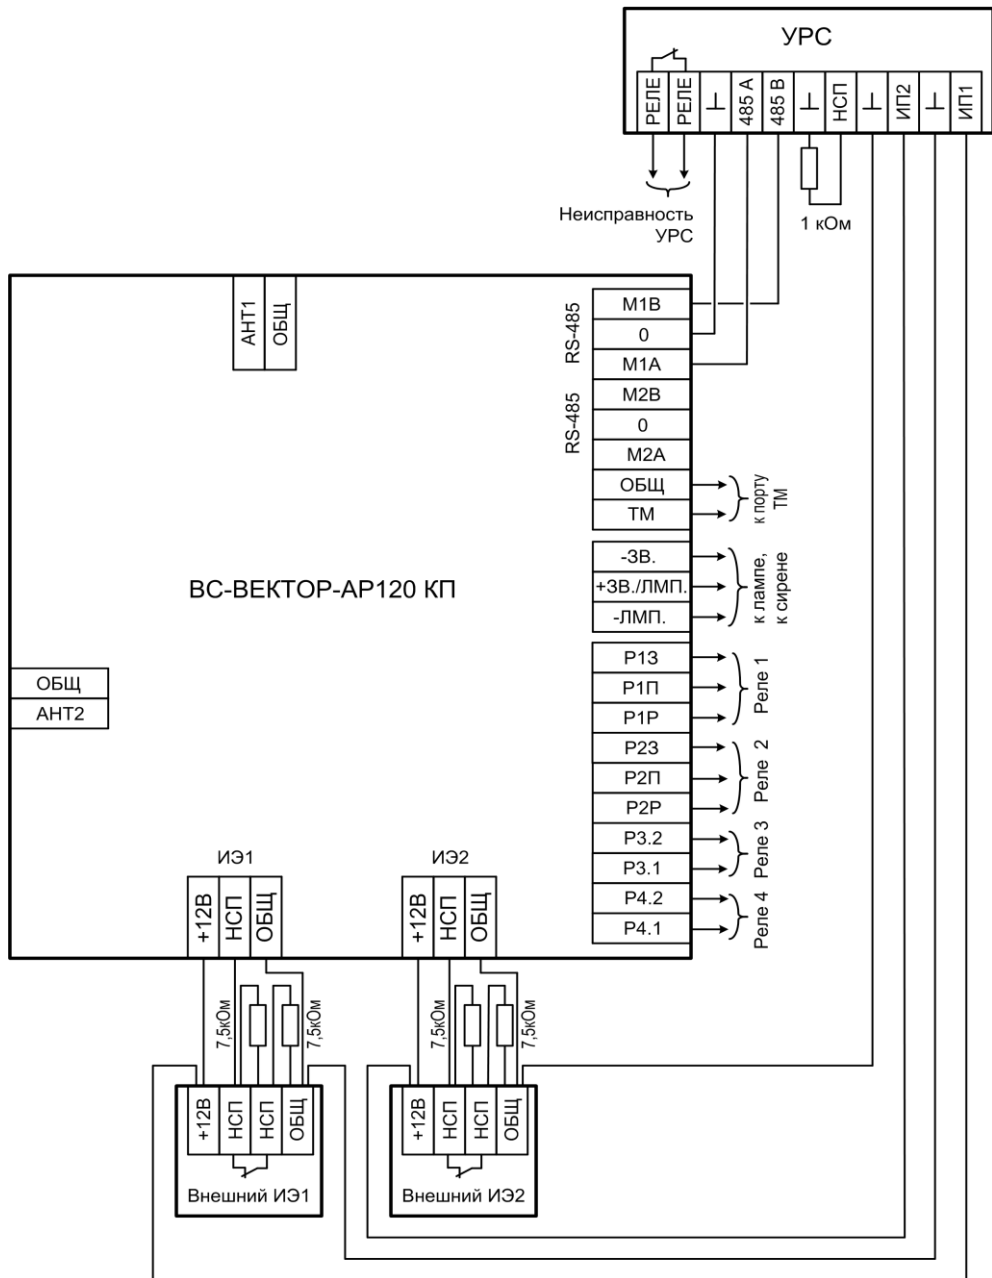 УРС
РЕЛЕ
РЕЛЕ
485 A
485 B
НСП
ИП2
ИП1
Неисправность
УРС
1 кОм
АНТ1
ОБЩ
RS-485
M1B
0
M1A
RS-485
M2B
0
M2A
ОБЩ
ТМ
к порту
ТМ
ВС-ВЕКТОР-АР120 КП
-ЗВ.
+ЗВ./ЛМП.
-ЛМП.
к лампе,
к сирене
ОБЩ
АНТ2
Р1З
Р1П
Р1Р
Реле 1
Р2З
Р2П
Р2Р
Реле 2
Р3.2
Р3.1
Реле 3
Р4.2
Р4.1
Реле 4
ИЭ1
+12В
НСП
ОБЩ
ИЭ2
+12В
НСП
ОБЩ
7,5кОм
7,5кОм
7,5кОм
7,5кОм
+12В
НСП
НСП
ОБЩ
Внешний ИЭ1
+12В
НСП
НСП
ОБЩ
Внешний ИЭ2